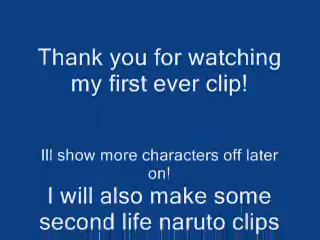 Thank you for watching
my first ever clip!
Ill show more characters off later
on!
I will also make some
second life naruto clips